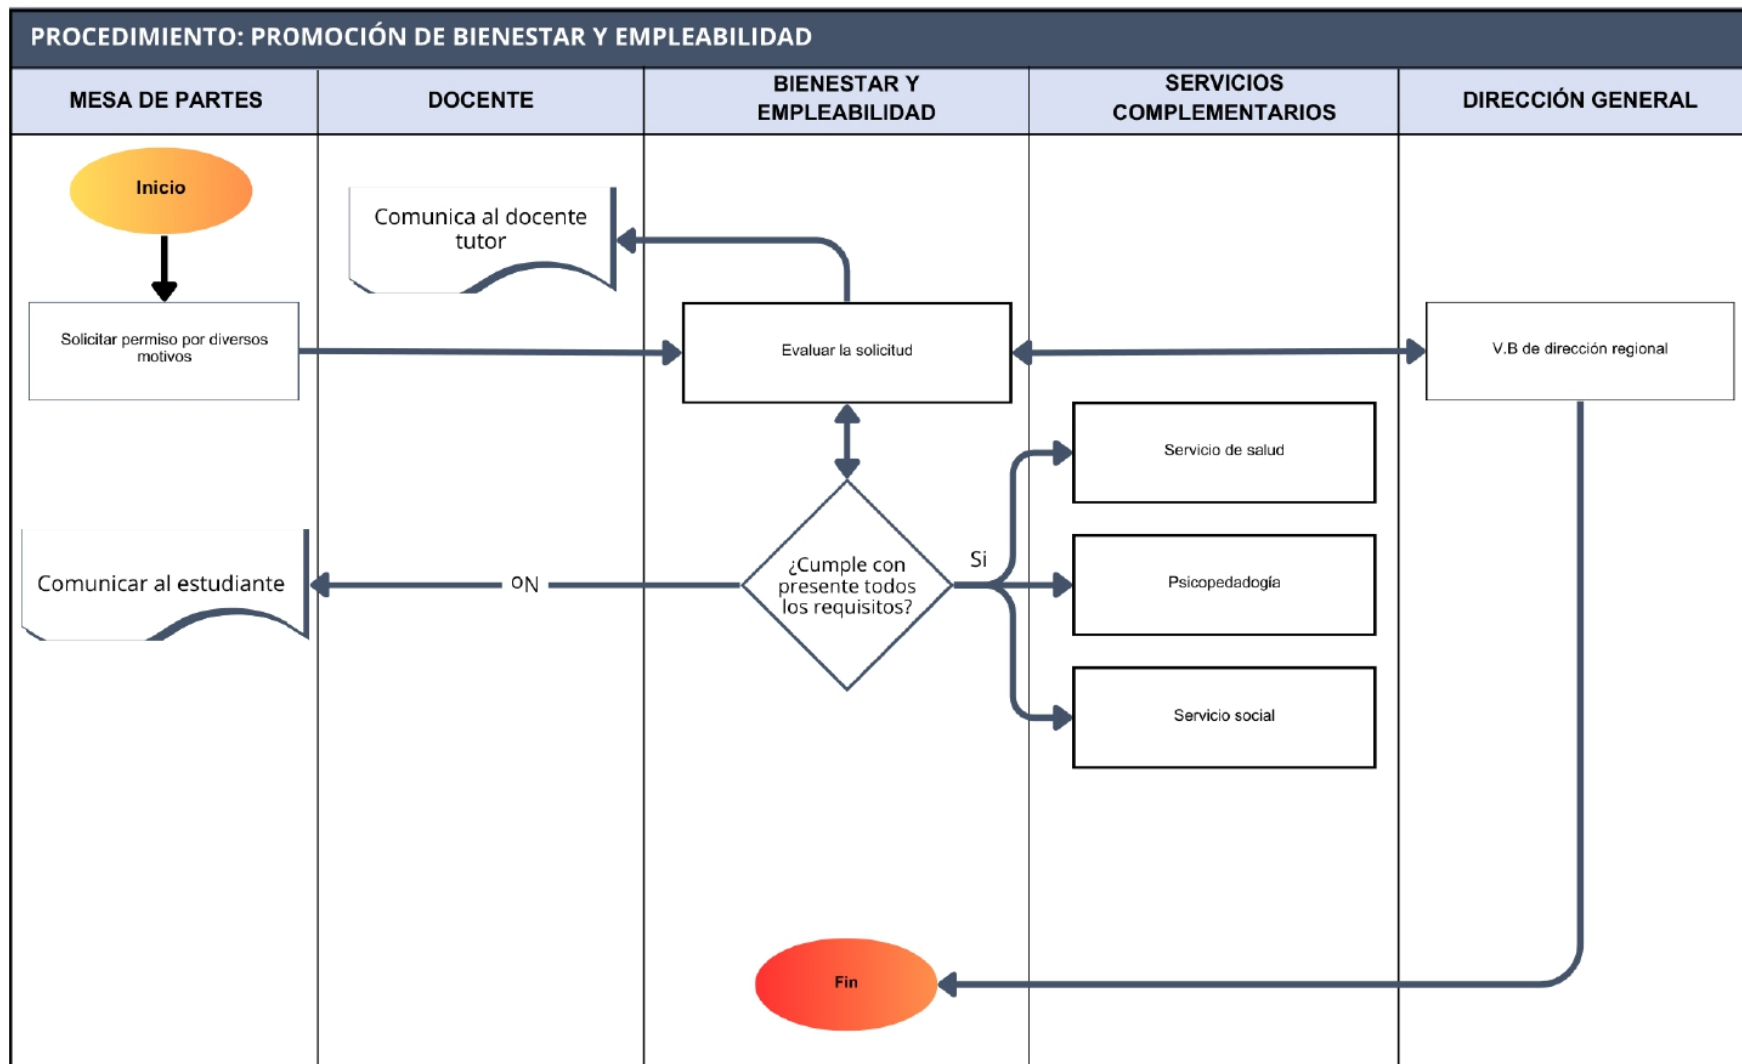 PROCEDIMIENTO: PROMOCIÓN DE BIENESTAR Y EMPLEABILIDAD
MESA DE PARTES
DOCENTE
BIENESTAR Y
EMPLEABILIDAD
SERVICIOS
COMPLEMENTARIOS
DIRECCIÓN GENERAL
Inicio
Comunica al docente
tutor
Solicitar permiso por diversos
motivos
Evaluar la solicitud
V.B de dirección regional
Servicio de salud
Si
¿Cumple con
presente todos
los requisitos?
No
Comunicar al estudiante
Psicopedadogía
Servicio social
Fin